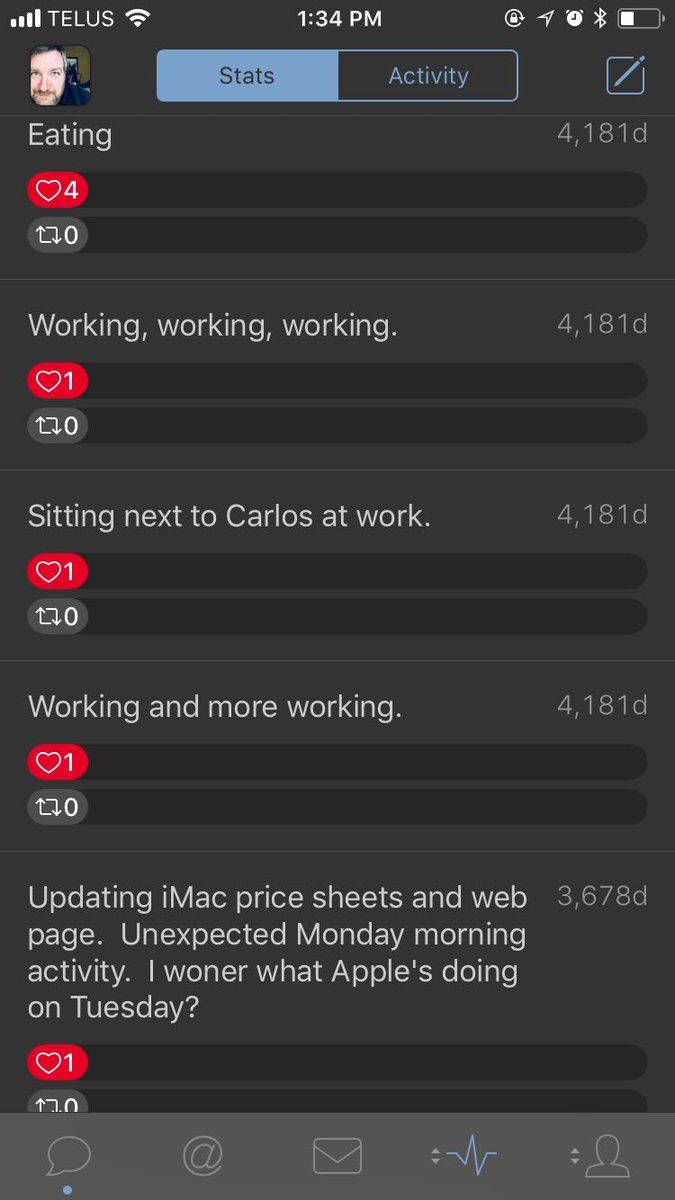 TELUS 1:34 PM
Stats Activity
Eating 4,181d
4
0
Working, working, working. 4,181d
1
0
Sitting next to Carlos at work. 4,181d
1
0
Working and more working. 4,181d
1
0
Updating iMac price sheets and web 3,678d
page.  Unexpected Monday morning
activity.  I woner what Apple's doing
on Tuesday?
1
0
@